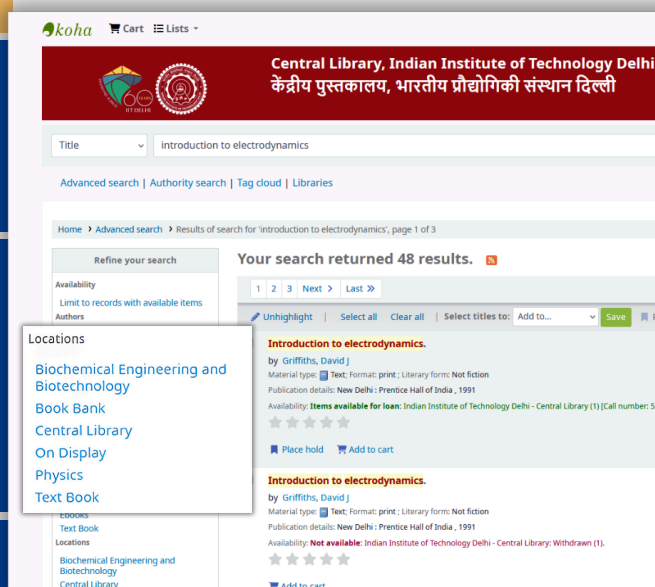 koha Cart Lists
Central Library, Indian Institute of Technology Delhi
केंद्रीय पुस्तकालय, भारतीय प्रौद्योगिकी संस्थान दिल्ली
60 YEARS
IIT DELHI
Title introduction to electrodynamics
Advanced search | Authority search | Tag cloud | Libraries
Home Advanced search Results of search for 'introduction to electrodynamics', page 1 of 3
Refine your search
Availability
Limit to records with available items
Authors
Locations
Biochemical Engineering and
Biotechnology
Book Bank
Central Library
On Display
Physics
Text Book
Ebooks
Text Book
Locations
Biochemical Engineering and
Biotechnology
Central Library
Your search returned 48 results.
1 2 3 Next Last
Unhighlight | Select all Clear all | Select titles to: Add to... Save
Introduction to electrodynamics.
by Griffiths, David J
Material type: Text; Format: print ; Literary form: Not fiction
Publication details: New Delhi : Prentice Hall of India , 1991
Availability: Items available for loan: Indian Institute of Technology Delhi - Central Library (1) [Call number: 5
Place hold Add to cart
Introduction to electrodynamics.
by Griffiths, David J
Material type: Text; Format: print ; Literary form: Not fiction
Publication details: New Delhi : Prentice Hall of India , 1991
Availability: Not available: Indian Institute of Technology Delhi - Central Library: Withdrawn (1).
Add to cart